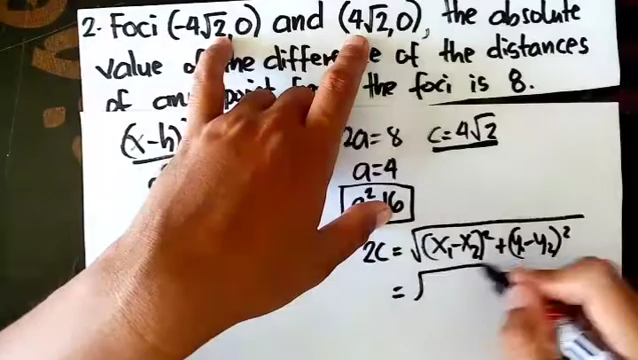 2. Foci (-4√2,0) and (4√2,0), the absolute
value of the difference of the distances
of any point from the foci is 8.
(x-h)
2a = 8 c = 4√2
a = 4
a² 16
2c = √(x₁-x₂)² + (y₁-y₂)²
= √